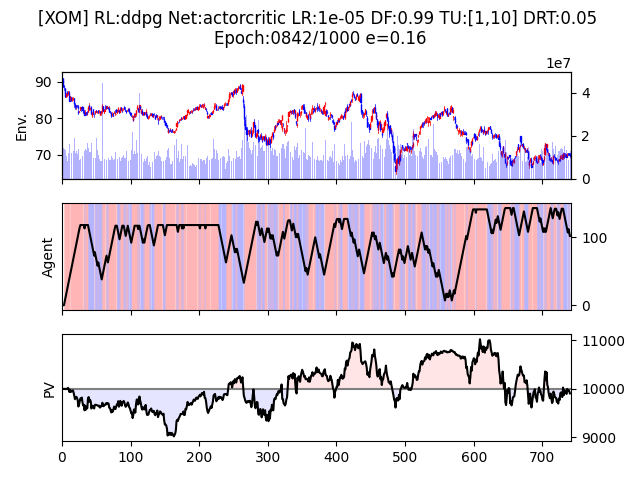 [XOM] RL:ddpg Net:actorcritic LR:1e-05 DF:0.99 TU:[1,10] DRT:0.05
Epoch:0842/1000 e=0.16
1e7
90
80
70
Env.
4
2
0
Agent
100
0
PV
11000
10000
9000
0 100 200 300 400 500 600 700